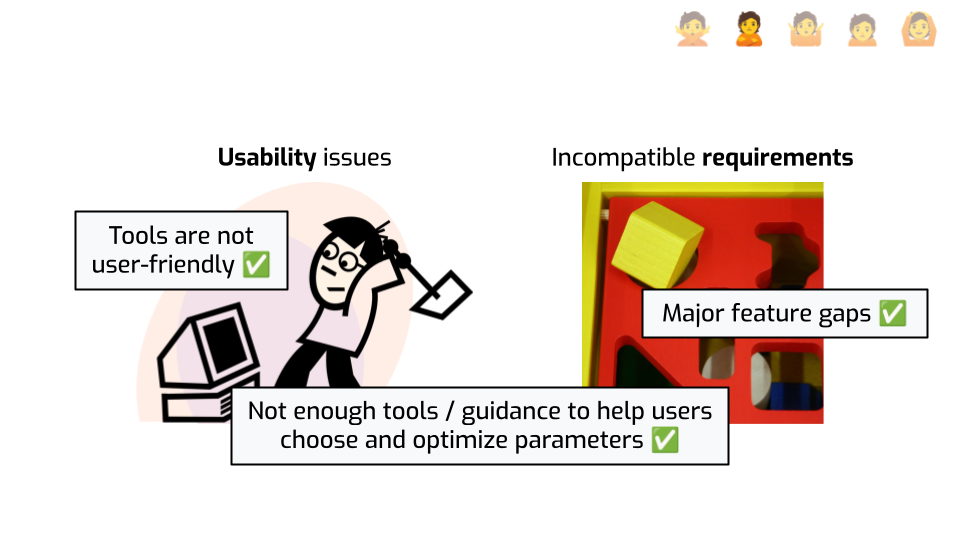 Usability issues
Incompatible requirements
Tools are not
user-friendly ✅
Major feature gaps ✅
Not enough tools / guidance to help users
choose and optimize parameters ✅